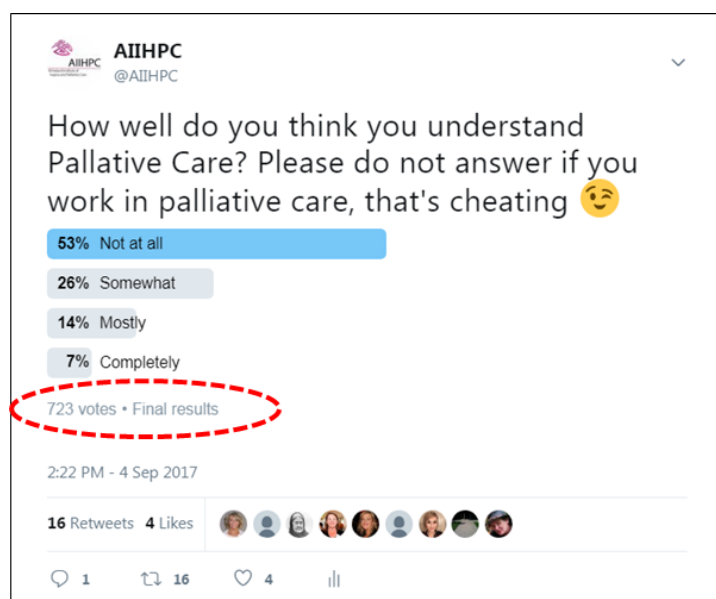 AIIHPC
AIIHPC
@AIIHPC
How well do you think you understand
Pallative Care? Please do not answer if you
work in palliative care, that's cheating 😉
53% Not at all
26% Somewhat
14% Mostly
7% Completely
723 votes • Final results
2:22 PM - 4 Sep 2017
16 Retweets 4 Likes
1 16 4